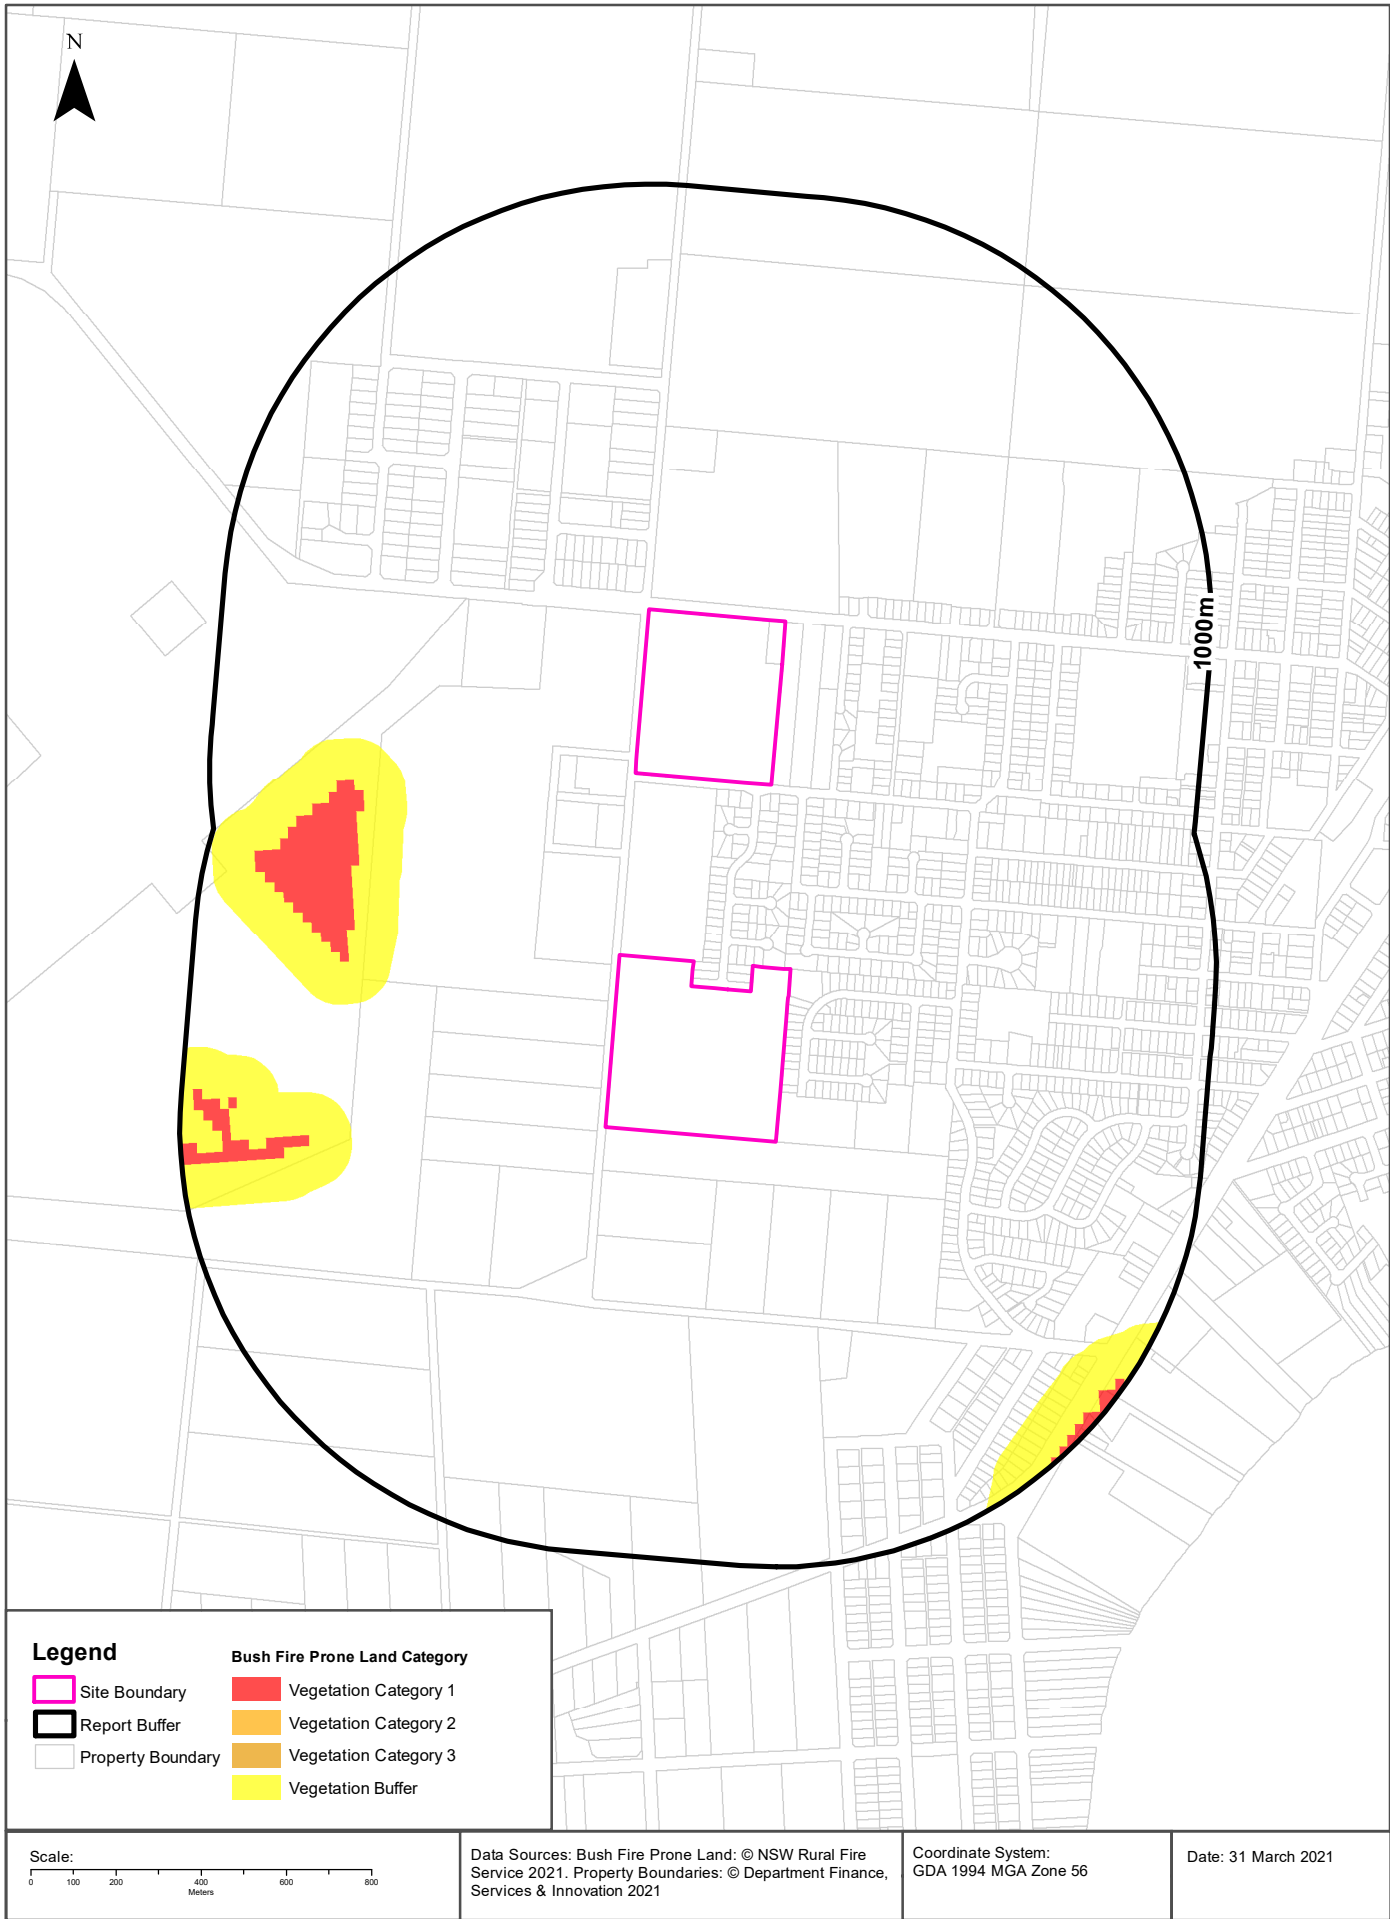 N
1000m
Legend
Site Boundary
Report Buffer
Property Boundary
Bush Fire Prone Land Category
Vegetation Category 1
Vegetation Category 2
Vegetation Category 3
Vegetation Buffer
Scale:
0 100 200 400 600 800
Meters
Data Sources: Bush Fire Prone Land: © NSW Rural Fire
Service 2021. Property Boundaries: © Department Finance,
Services & Innovation 2021
Coordinate System:
GDA 1994 MGA Zone 56
Date: 31 March 2021